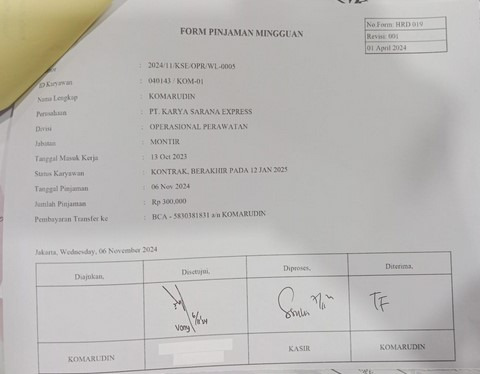 FORM PINJAMAN MINGGUAN
No.Form: HRD 019
Revisi: 001
01 April 2024
: 2024/11/KSE/OPR/WL-0005
ID Karyawan : 040143 / KOM-01
Nama Lengkap : KOMARUDIN
Perusahaan : PT. KARYA SARANA EXPRESS
Divisi : OPERASIONAL PERAWATAN
Jabatan : MONTIR
Tanggal Masuk Kerja : 13 Oct 2023
Status Karyawan : KONTRAK, BERAKHIR PADA 12 JAN 2025
Tanggal Pinjaman : 06 Nov 2024
Jumlah Pinjaman : Rp 300,000
Pembayaran Transfer ke : BCA - 5830381831 a/n KOMARUDIN
Jakarta, Wednesday, 06 November 2024
Diajukan, Disetujui, Diproses, Diterima,
TF
KOMARUDIN KASIR KOMARUDIN